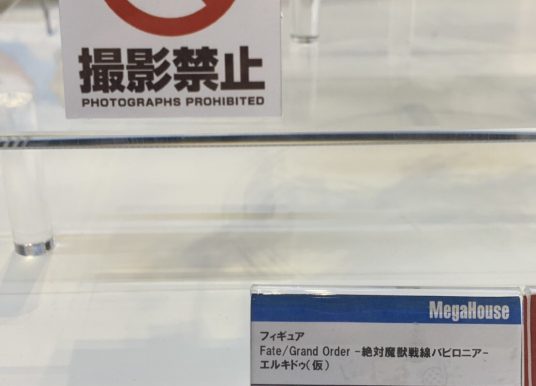 撮影禁止
PHOTOGRAPHS PROHIBITED
MegaHouse
フィギュア
Fate/Grand Order -絶対魔獣戦線バビロニア-
エルキドゥ(仮)